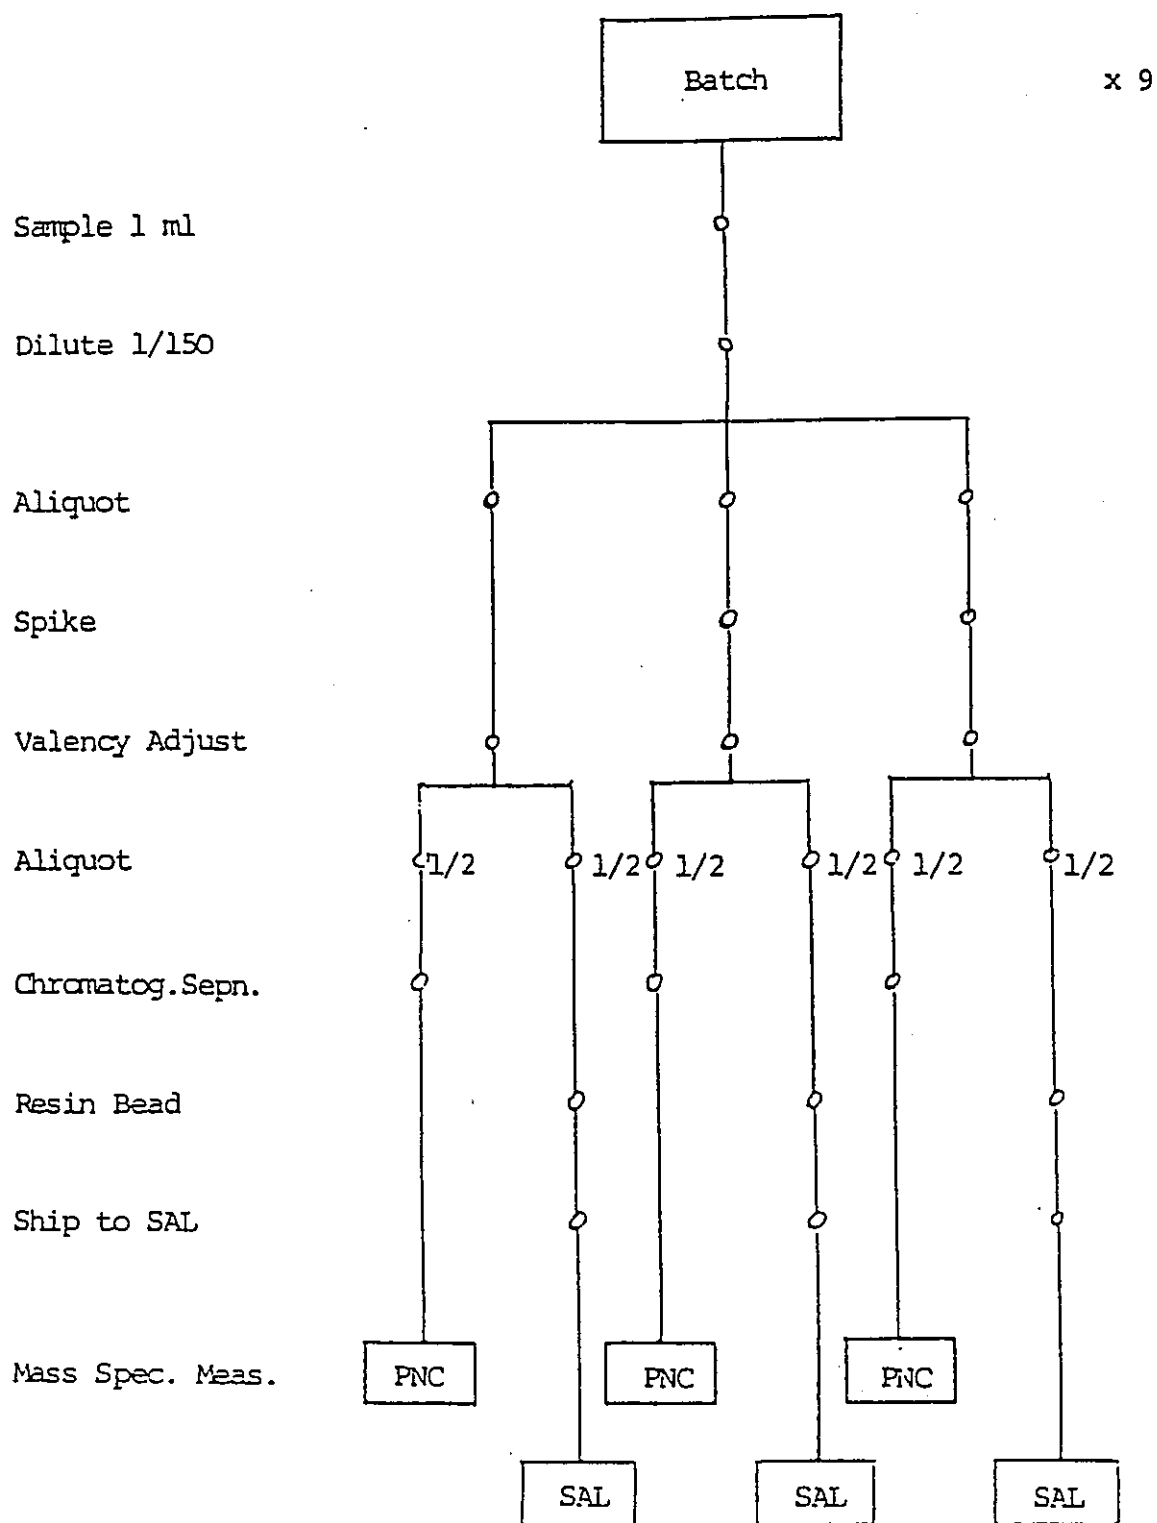 Batch
x 9
Sample 1 ml
Dilute 1/150
Aliquot
Spike
Valency Adjust
Aliquot
1/2 1/2 1/2 1/2 1/2 1/2
Chromatog.Sepn.
Resin Bead
Ship to SAL
Mass Spec. Meas.
PNC PNC PNC
SAL SAL SAL